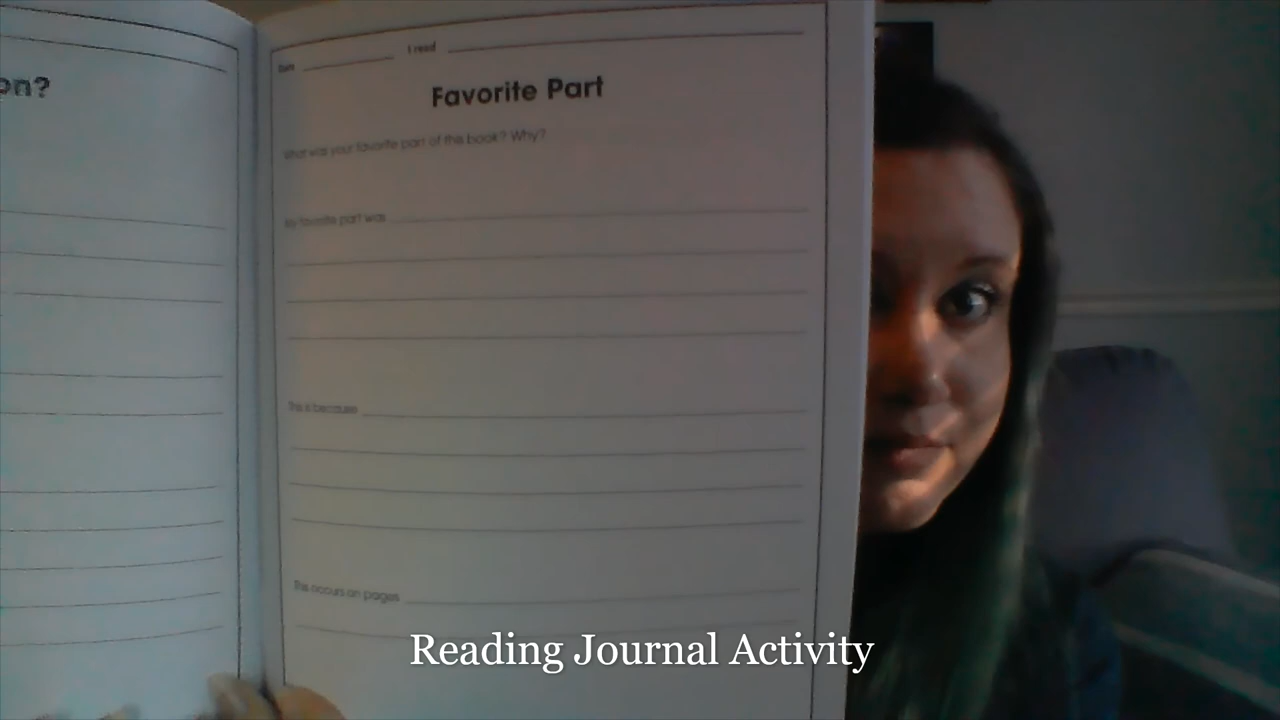 on?
Date I read
Favorite Part
What was your favorite part of this book? Why?
My favorite part was
This is because
This occurs on pages
Reading Journal Activity